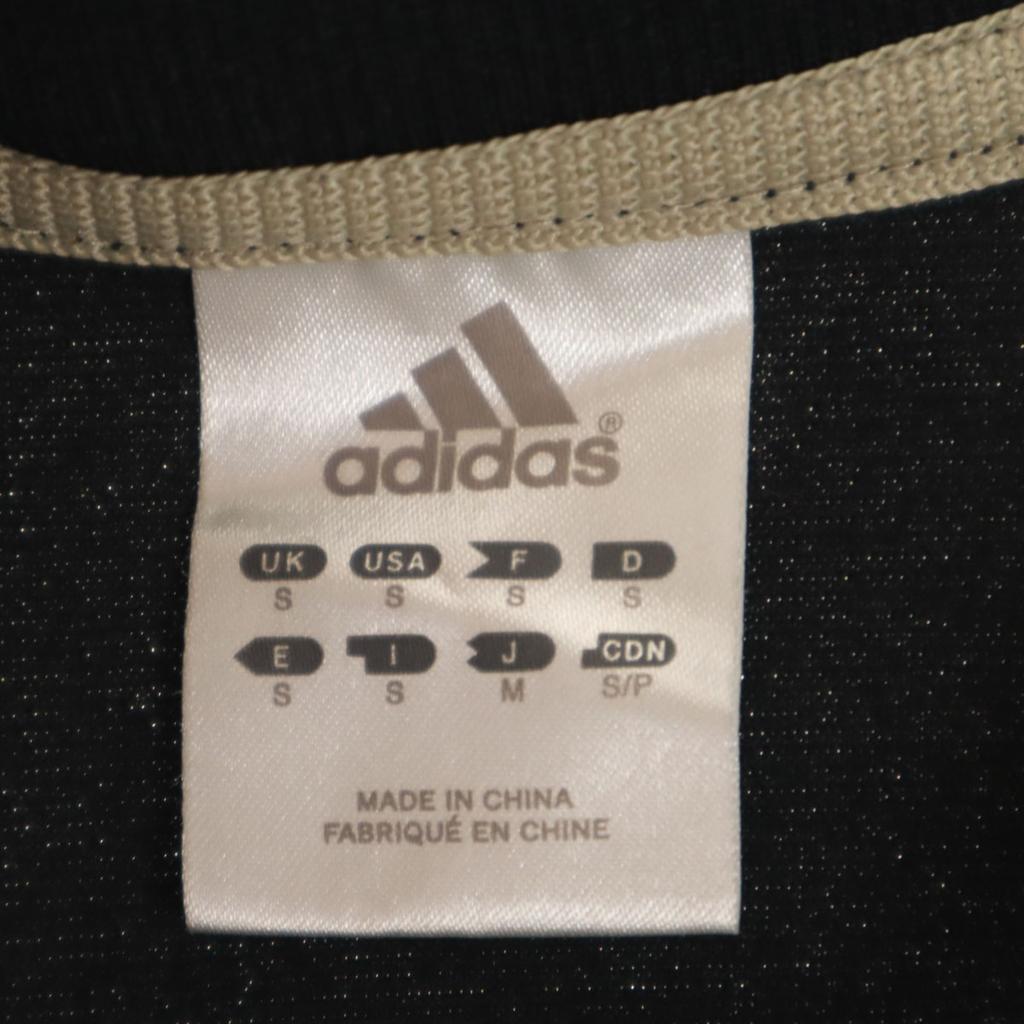 adidas®
UK USA F D
S S S S
E I J CDN
S S M S/P
MADE IN CHINA
FABRIQUÉ EN CHINE